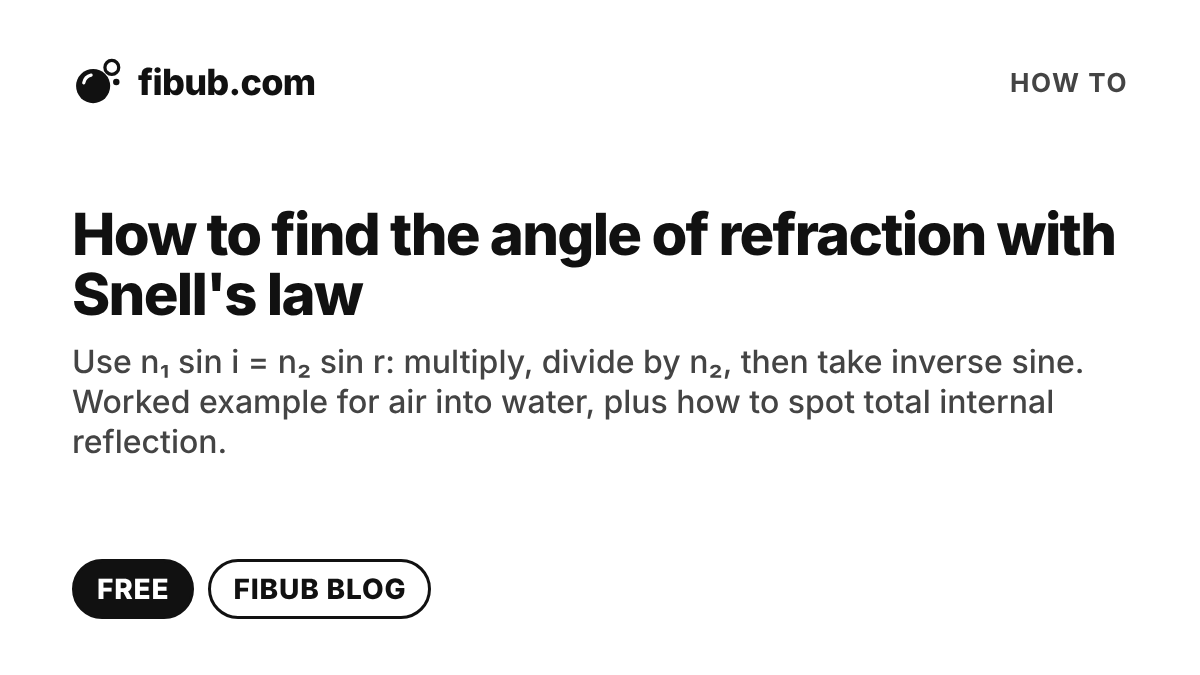 fibub.com
HOW TO
How to find the angle of refraction with
Snell's law
Use n₁ sin i = n₂ sin r: multiply, divide by n₂, then take inverse sine.
Worked example for air into water, plus how to spot total internal
reflection.
FREE
FIBUB BLOG